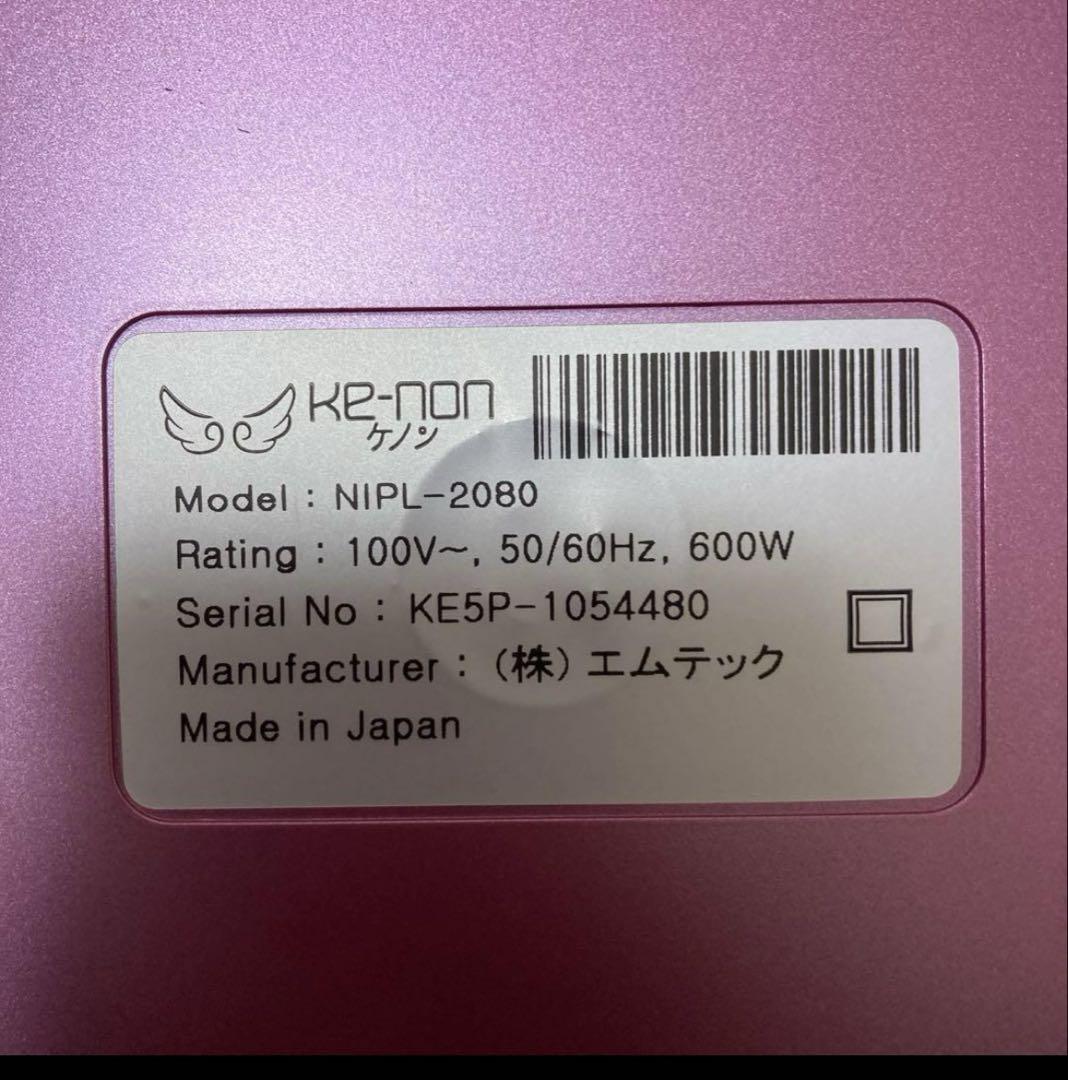 ke-non
ケノン
Model : NIPL-2080
Rating : 100V~, 50/60Hz, 600W
Serial No : KE5P-1054480
Manufacturer : (株) エムテック
Made in Japan